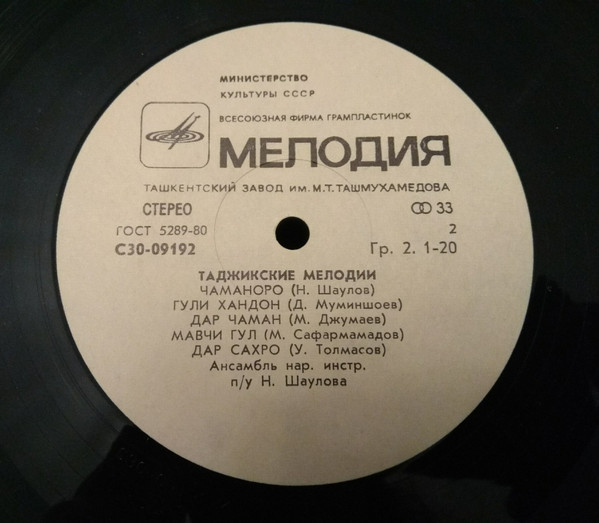 МИНИСТЕРСТВО
КУЛЬТУРЫ СССР
ВСЕСОЮЗНАЯ ФИРМА ГРАМПЛАСТИНОК
МЕЛОДИЯ
ТАШКЕНТСКИЙ ЗАВОД ИМ. М.Т. ТАШМУХАМЕДОВА
СТЕРЕО 33
ГОСТ 5289-80 2
С30-09192 Гр. 2. 1-20
ТАДЖИКСКИЕ МЕЛОДИИ
ЧАМАНОРО (Н. Шаулов)
ГУЛИ ХАНДОН (Д. Муминшоев)
ДАР ЧАМАН (М. Джумаев)
МАВЧИ ГУЛ (М. Сафармамадов)
ДАР САХРО (У. Толмасов)
Ансамбль нар. инстр.
п/у Н. Шаулова